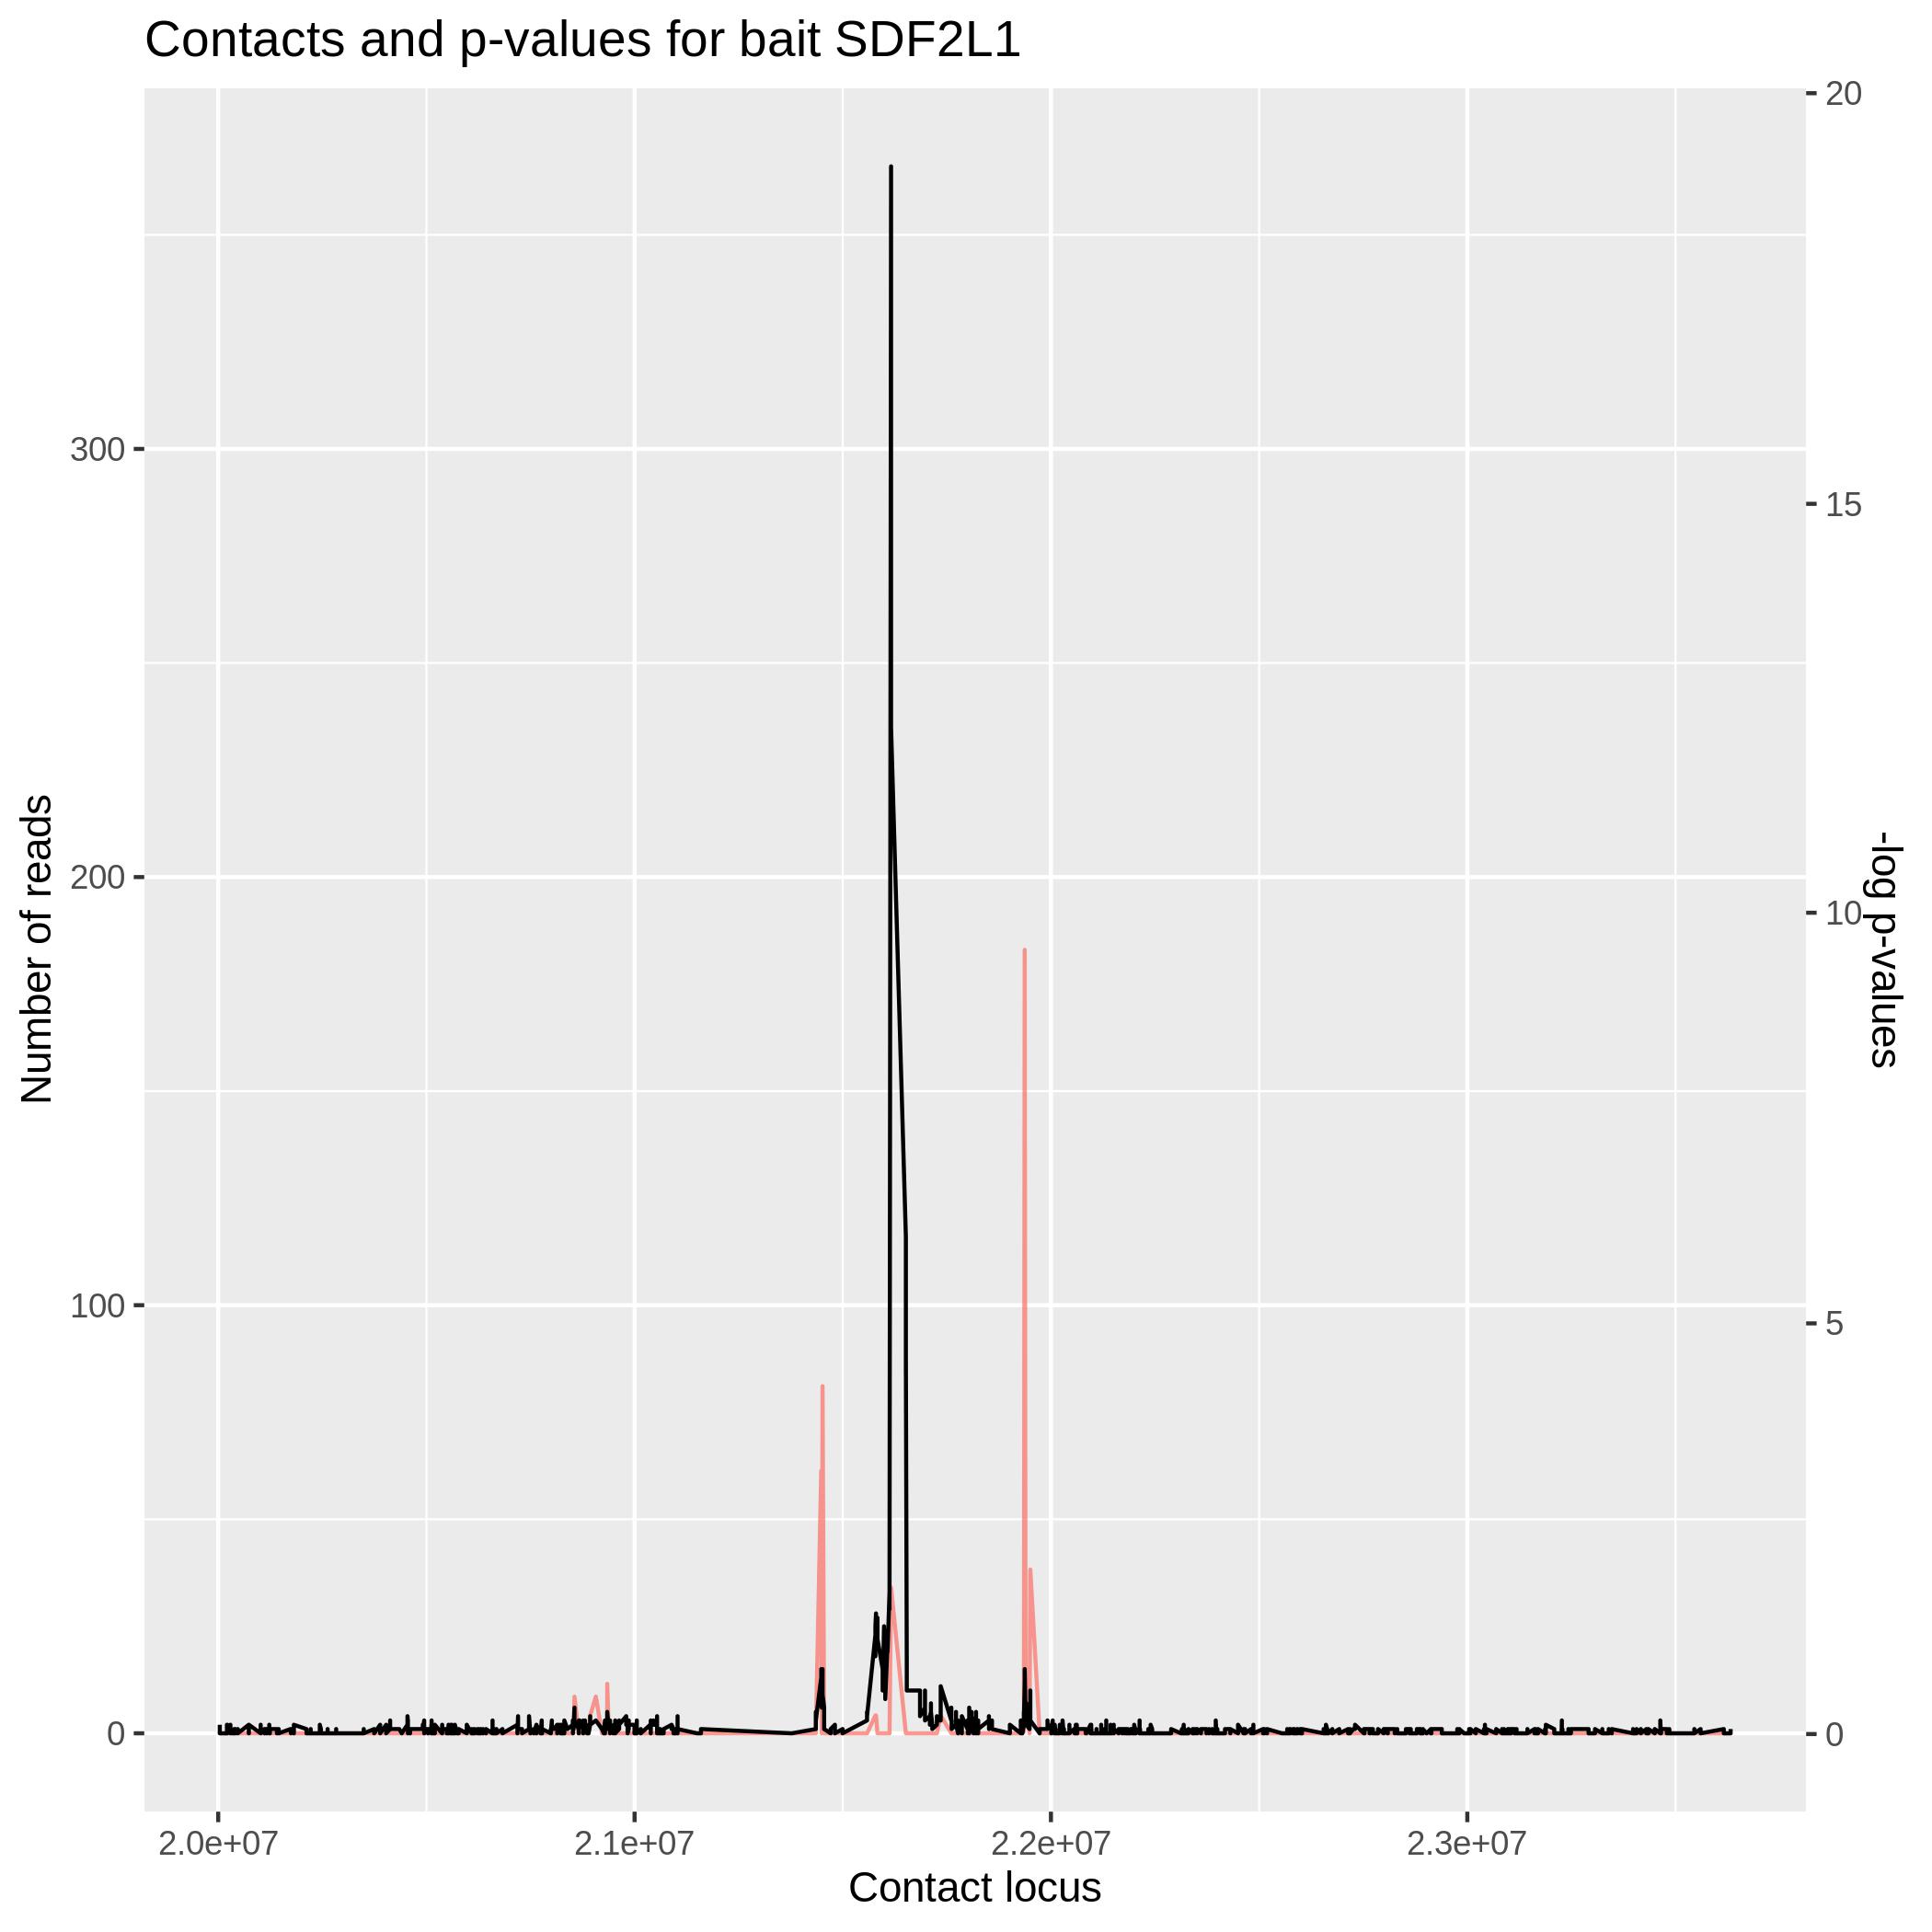 Contacts and p-values for bait SDF2L1
Number of reads
300
200
100
0
20
15
10
5
0
-log p-values
2.0e+07
2.1e+07
2.2e+07
2.3e+07
Contact locus